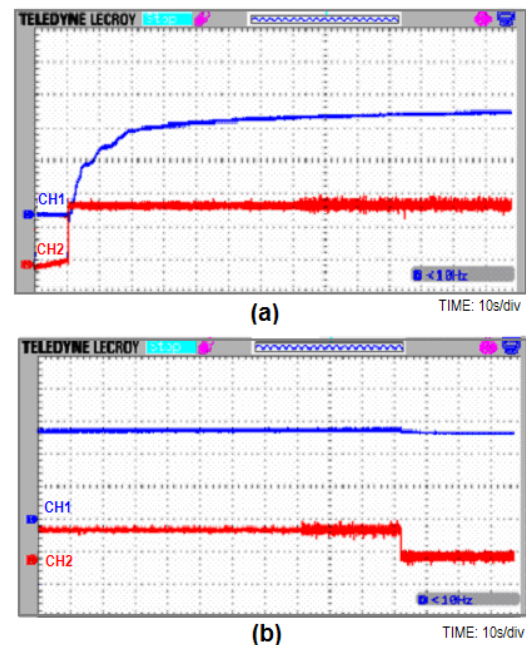 TELEDYNE LECROY Stop
CH1
CH2
<10Hz
TIME: 10s/div
(a)
TELEDYNE LECROY Stop
CH1
CH2
<10Hz
TIME: 10s/div
(b)